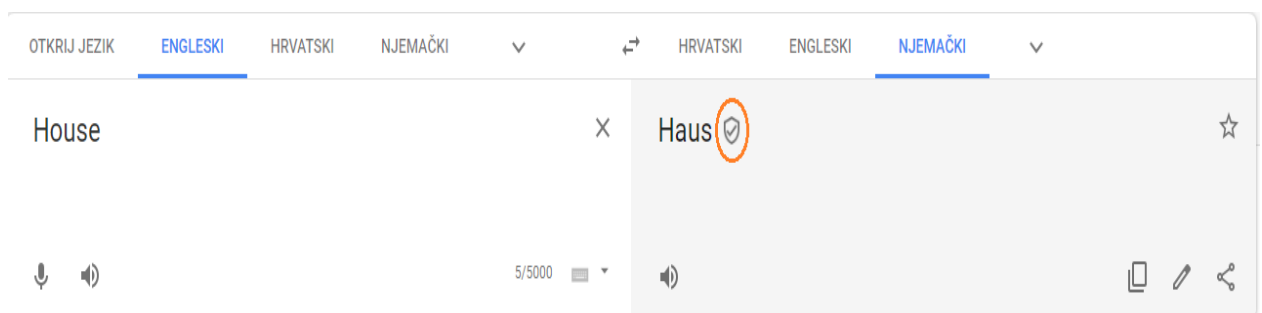 OTKRIJ JEZIK ENGLESKI HRVATSKI NJEMAČKI HRVATSKI ENGLESKI NJEMAČKI
House Haus
5/5000